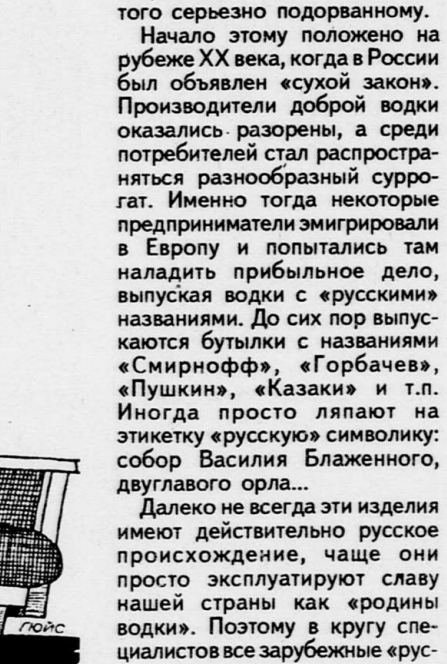 того серьезно подорванному.
Начало этому положено на
рубеже XX века, когда в России
был объявлен «сухой закон».
Производители доброй водки
оказались разорены, а среди
потребителей стал распростра-
няться разнообразный сурро-
гат. Именно тогда некоторые
предприниматели эмигрировали
в Европу и попытались там
наладить прибыльное дело,
выпуская водки с «русскими»
названиями. До сих пор выпус-
каются бутылки с названиями
«Смирнофф», «Горбачев»,
«Пушкин», «Казаки» и т.п.
Иногда просто ляпают на
этикетку «русскую» символику:
собор Василия Блаженного,
двуглавого орла...
Далеко не всегда эти изделия
имеют действительно русское
происхождение, чаще они
просто эксплуатируют славу
нашей страны как «родины
водки». Поэтому в кругу спе-
циалистов все зарубежные «рус-
ГЮЙС